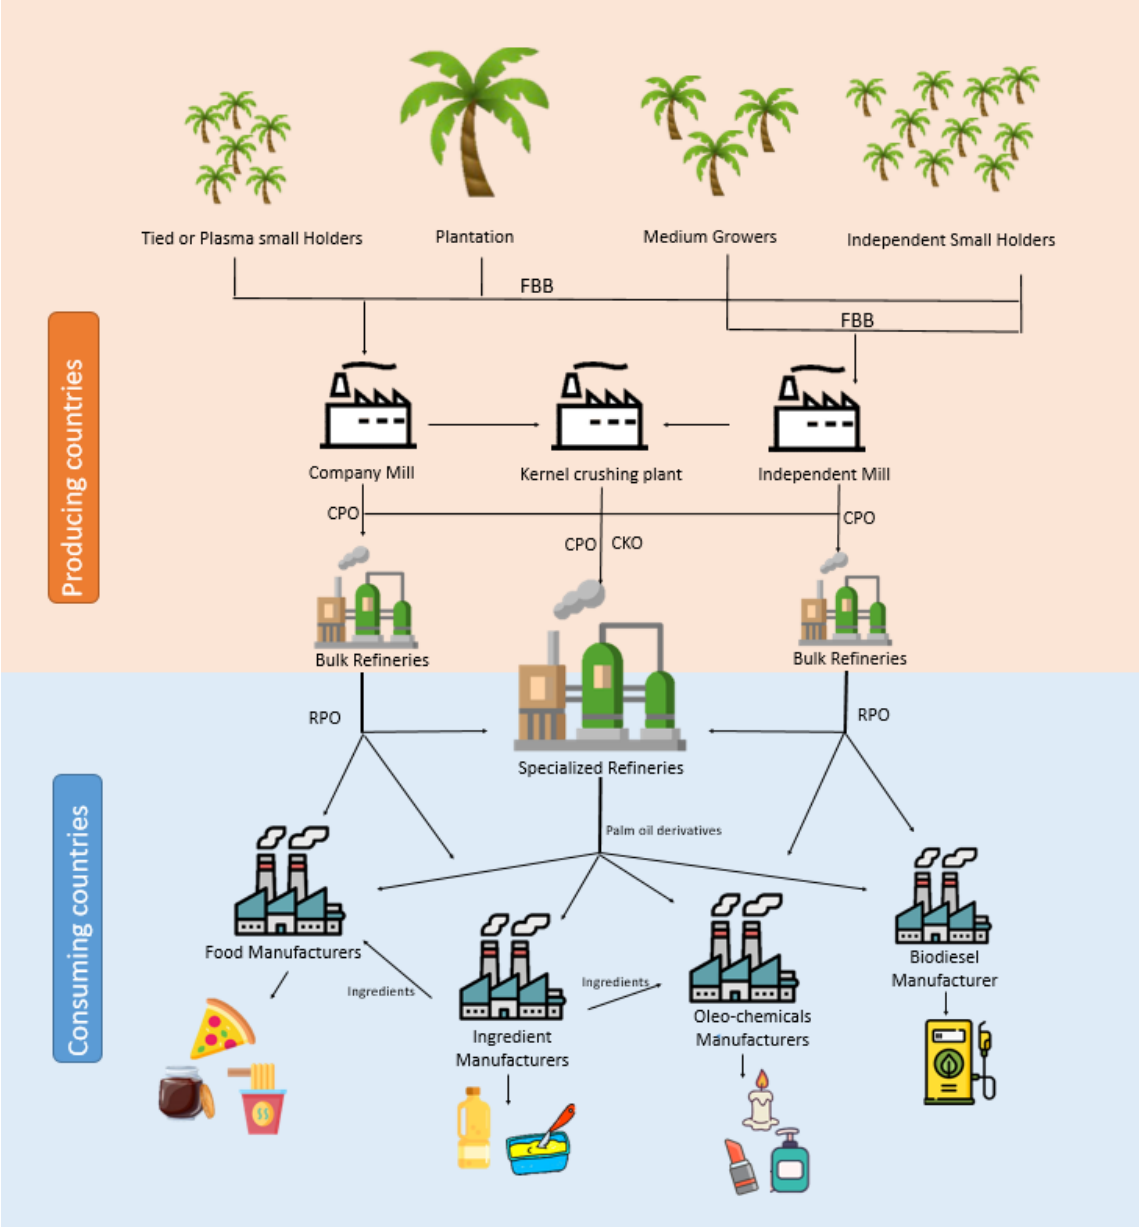 Tied or Plasma small Holders
Plantation
Medium Growers
Independent Small Holders
FBB
FBB
Producing countries
Company Mill
Kernel crushing plant
Independent Mill
CPO
CPO
CPO
CKO
Bulk Refineries
Bulk Refineries
RPO
RPO
Specialized Refineries
Consuming countries
Palm oil derivatives
Food Manufacturers
Biodiesel
Manufacturer
Ingredients
Ingredients
Ingredient
Manufacturers
Oleo-chemicals
Manufacturers